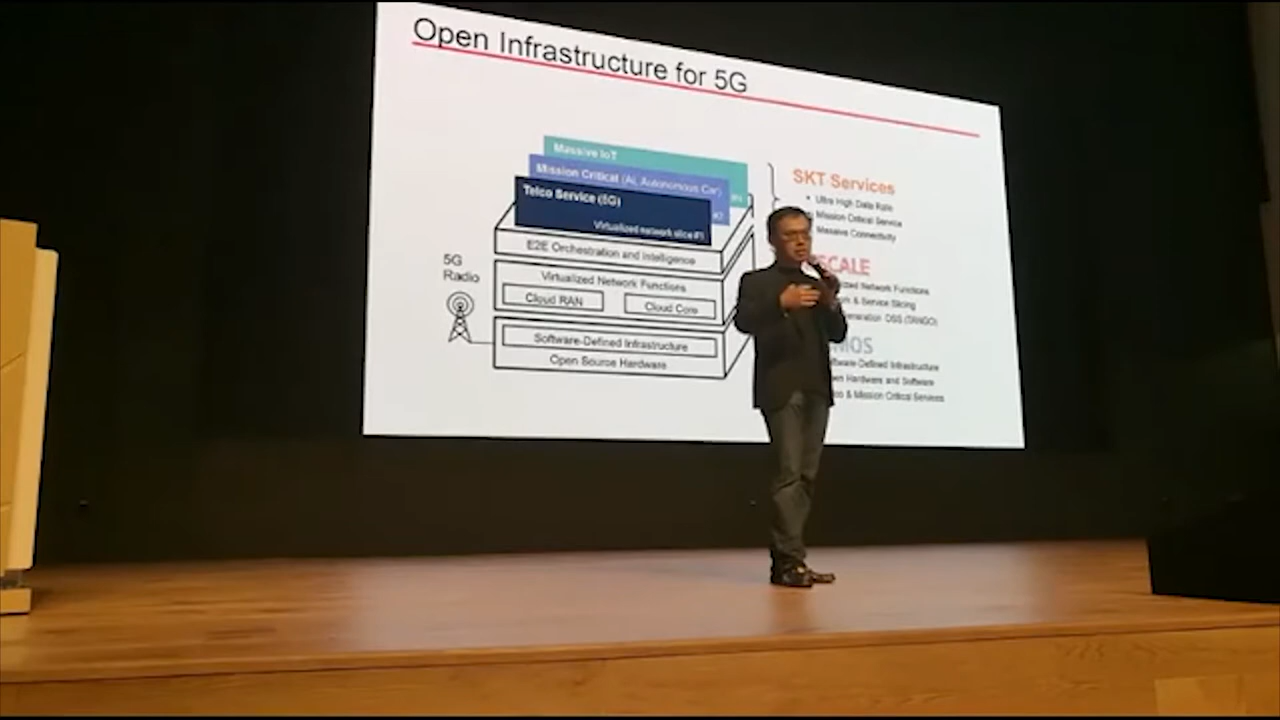 Open Infrastructure for 5G
Massive IoT
Mission Critical (AI, Autonomous Car)
Telco Service (5G)
Virtualized network slice #1
E2E Orchestration and Intelligence
5G
Radio
Virtualized Network Functions
Cloud RAN
Cloud Core
Software-Defined Infrastructure
Open Source Hardware
SKT Services
• Ultra High Data Rate
Mission Critical Service
Massive Connectivity
SCALE
Network Functions
& Service Slicing
OSS (TANGO)
Infrastructure
Hardware and Software
& Mission Critical Services